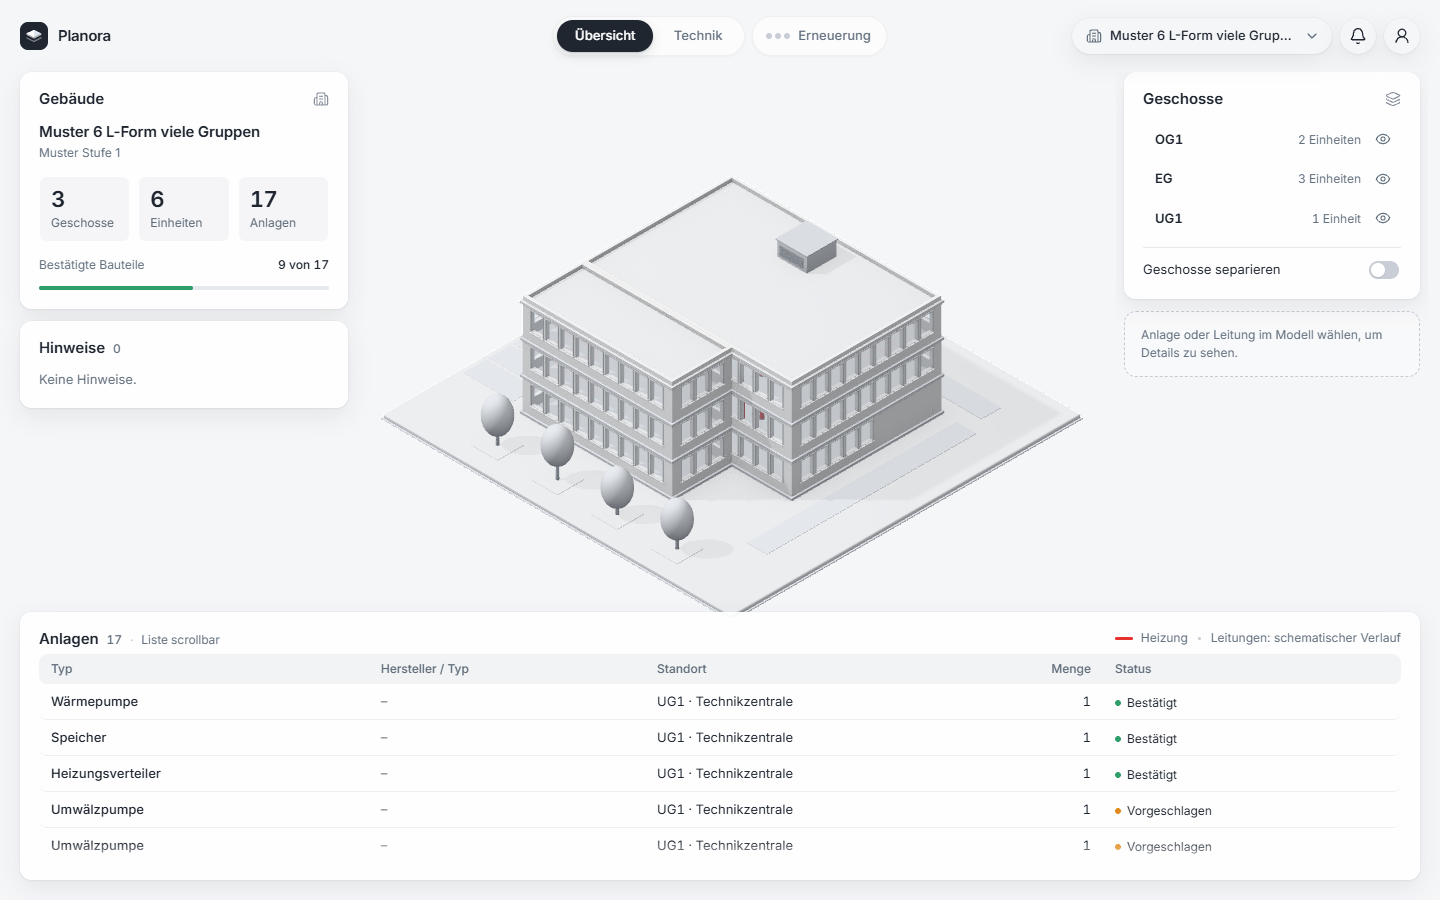 Planora
Übersicht
Technik
Erneuerung
Muster 6 L-Form viele Grup...
Gebäude
Muster 6 L-Form viele Gruppen
Muster Stufe 1
3
Geschosse
6
Einheiten
17
Anlagen
Bestätigte Bauteile
9 von 17
Hinweise 0
Keine Hinweise.
Geschosse
OG1 2 Einheiten
EG 3 Einheiten
UG1 1 Einheit
Geschosse separieren
Anlage oder Leitung im Modell wählen, um
Details zu sehen.
Anlagen 17 · Liste scrollbar
Heizung · Leitungen: schematischer Verlauf
Typ Hersteller / Typ Standort Menge Status
Wärmepumpe – UG1 · Technikzentrale 1 Bestätigt
Speicher – UG1 · Technikzentrale 1 Bestätigt
Heizungsverteiler – UG1 · Technikzentrale 1 Bestätigt
Umwälzpumpe – UG1 · Technikzentrale 1 Vorgeschlagen
Umwälzpumpe – UG1 · Technikzentrale 1 Vorgeschlagen